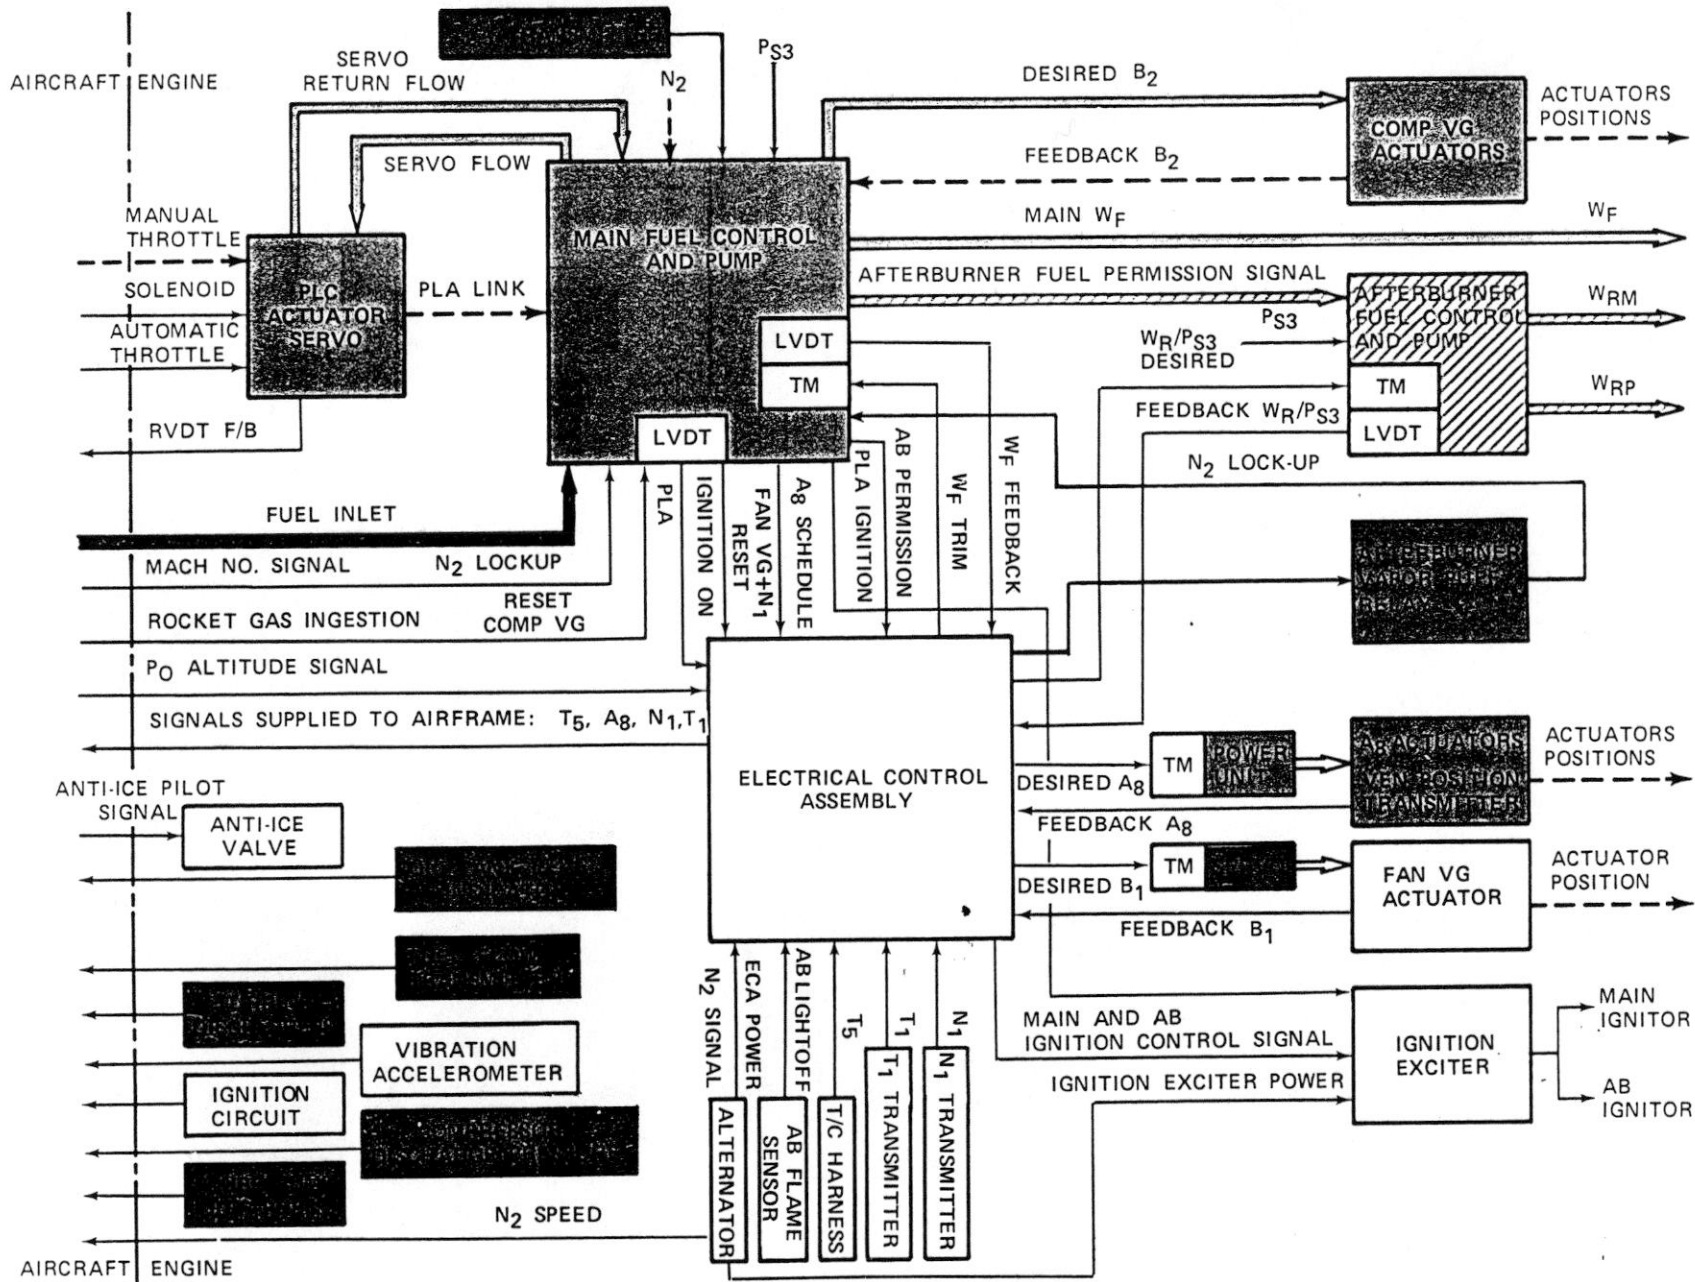 AIRCRAFT ENGINE
SERVO
RETURN FLOW
SERVO FLOW
N2
PS3
DESIRED B2
FEEDBACK B2
COMP VG
ACTUATORS
ACTUATORS
POSITIONS
MANUAL
THROTTLE
SOLENOID
AUTOMATIC
THROTTLE
RVDT F/B
PLC
ACTUATOR
SERVO
PLA LINK
MAIN FUEL CONTROL
AND PUMP
LVDT
TM
LVDT
MAIN WF
WF
AFTERBURNER FUEL PERMISSION SIGNAL
PS3
WR/PS3
DESIRED
FEEDBACK WR/PS3
AFTERBURNER
FUEL CONTROL
AND PUMP
TM
LVDT
WRM
WRP
N2 LOCK-UP
FUEL INLET
MACH NO. SIGNAL
N2 LOCKUP
ROCKET GAS INGESTION
RESET
COMP VG
PO ALTITUDE SIGNAL
SIGNALS SUPPLIED TO AIRFRAME: T5, A8, N1,T1
PLA
IGNITION ON
RESET
FAN VG+N1
A8 SCHEDULE
PLA IGNITION
AB PERMISSION
WF TRIM
WF FEEDBACK
AFTERBURNER
RELAY
ELECTRICAL CONTROL
ASSEMBLY
DESIRED A8
TM
POWER
UNIT
FEEDBACK A8
A8 ACTUATORS
VEN POSITION
TRANSMITTER
ACTUATORS
POSITIONS
DESIRED B1
TM
FEEDBACK B1
FAN VG
ACTUATOR
ACTUATOR
POSITION
ANTI-ICE PILOT
SIGNAL
ANTI-ICE
VALVE
VIBRATION
ACCELEROMETER
IGNITION
CIRCUIT
N2 SPEED
N2 SIGNAL
ECA POWER
AB LIGHTOFF
T5
T1
N1
ALTERNATOR
AB FLAME
SENSOR
T/C HARNESS
T1 TRANSMITTER
N1 TRANSMITTER
MAIN AND AB
IGNITION CONTROL SIGNAL
IGNITION EXCITER POWER
IGNITION
EXCITER
MAIN
IGNITOR
AB
IGNITOR
AIRCRAFT ENGINE